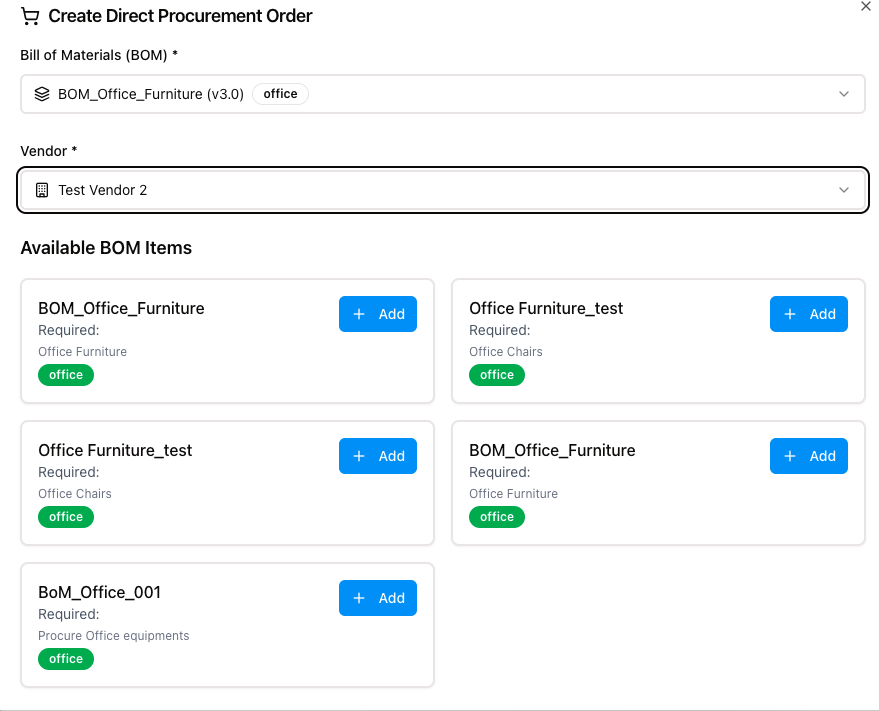 Create Direct Procurement Order
Bill of Materials (BOM) *
BOM_Office_Furniture (v3.0) office
Vendor *
Test Vendor 2
Available BOM Items
BOM_Office_Furniture
Required:
Office Furniture
office
Add
Office Furniture_test
Required:
Office Chairs
office
Add
Office Furniture_test
Required:
Office Chairs
office
Add
BOM_Office_Furniture
Required:
Office Furniture
office
Add
BoM_Office_001
Required:
Procure Office equipments
office
Add